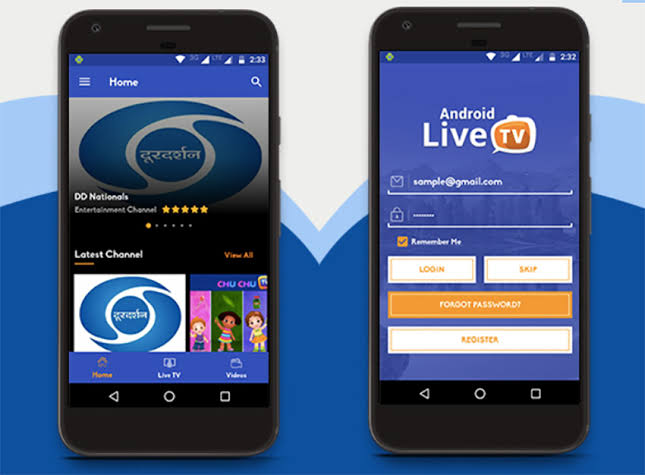 3G LTE 2:33
Home
दूरदर्शन
DD Nationals
Entertainment Channel
Latest Channel
View All
दूरदर्शन
CHU CHU TV
Home
Live TV
Videos
3G LTE 2:32
Android
Live TV
sample@gmail.com
········
Remember Me
LOGIN
SKIP
FORGOT PASSWORD?
REGISTER